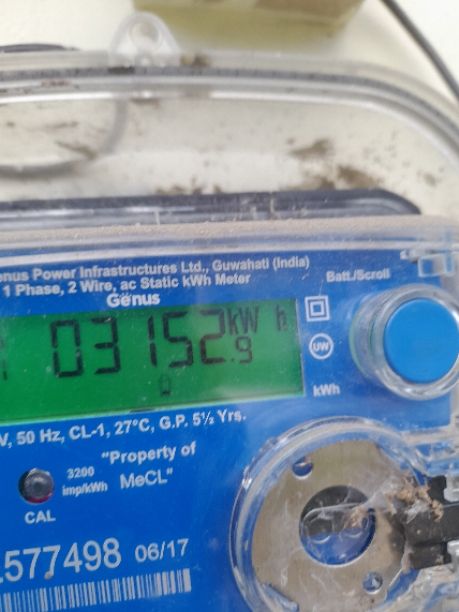 enus Power Infrastructures Ltd., Guwahati (India)
1 Phase, 2 Wire, ac Static kWh Meter
Genus
Batt./Scroll
03152.9 kW h
UW
kWh
V, 50 Hz, CL-1, 27°C, G.P. 5½ Yrs.
"Property of
MeCL"
3200
imp/kWh
CAL
577498 06/17